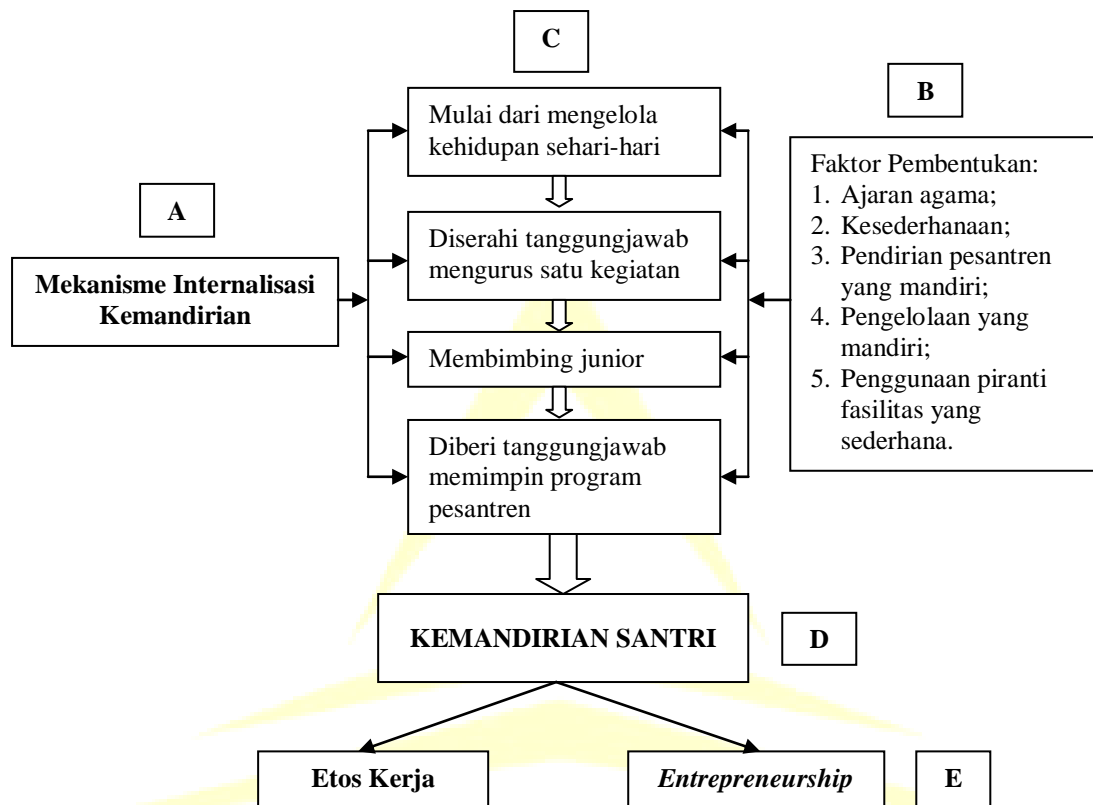 C
Mulai dari mengelola
kehidupan sehari-hari
B
Faktor Pembentukan:
1. Ajaran agama;
2. Kesederhanaan;
3. Pendirian pesantren
yang mandiri;
4. Pengelolaan yang
mandiri;
5. Penggunaan piranti
fasilitas yang
sederhana.
A
Mekanisme Internalisasi
Kemandirian
Diserahi tanggungjawab
mengurus satu kegiatan
Membimbing junior
Diberi tanggungjawab
memimpin program
pesantren
KEMANDIRIAN SANTRI
D
Etos Kerja
Entrepreneurship
E